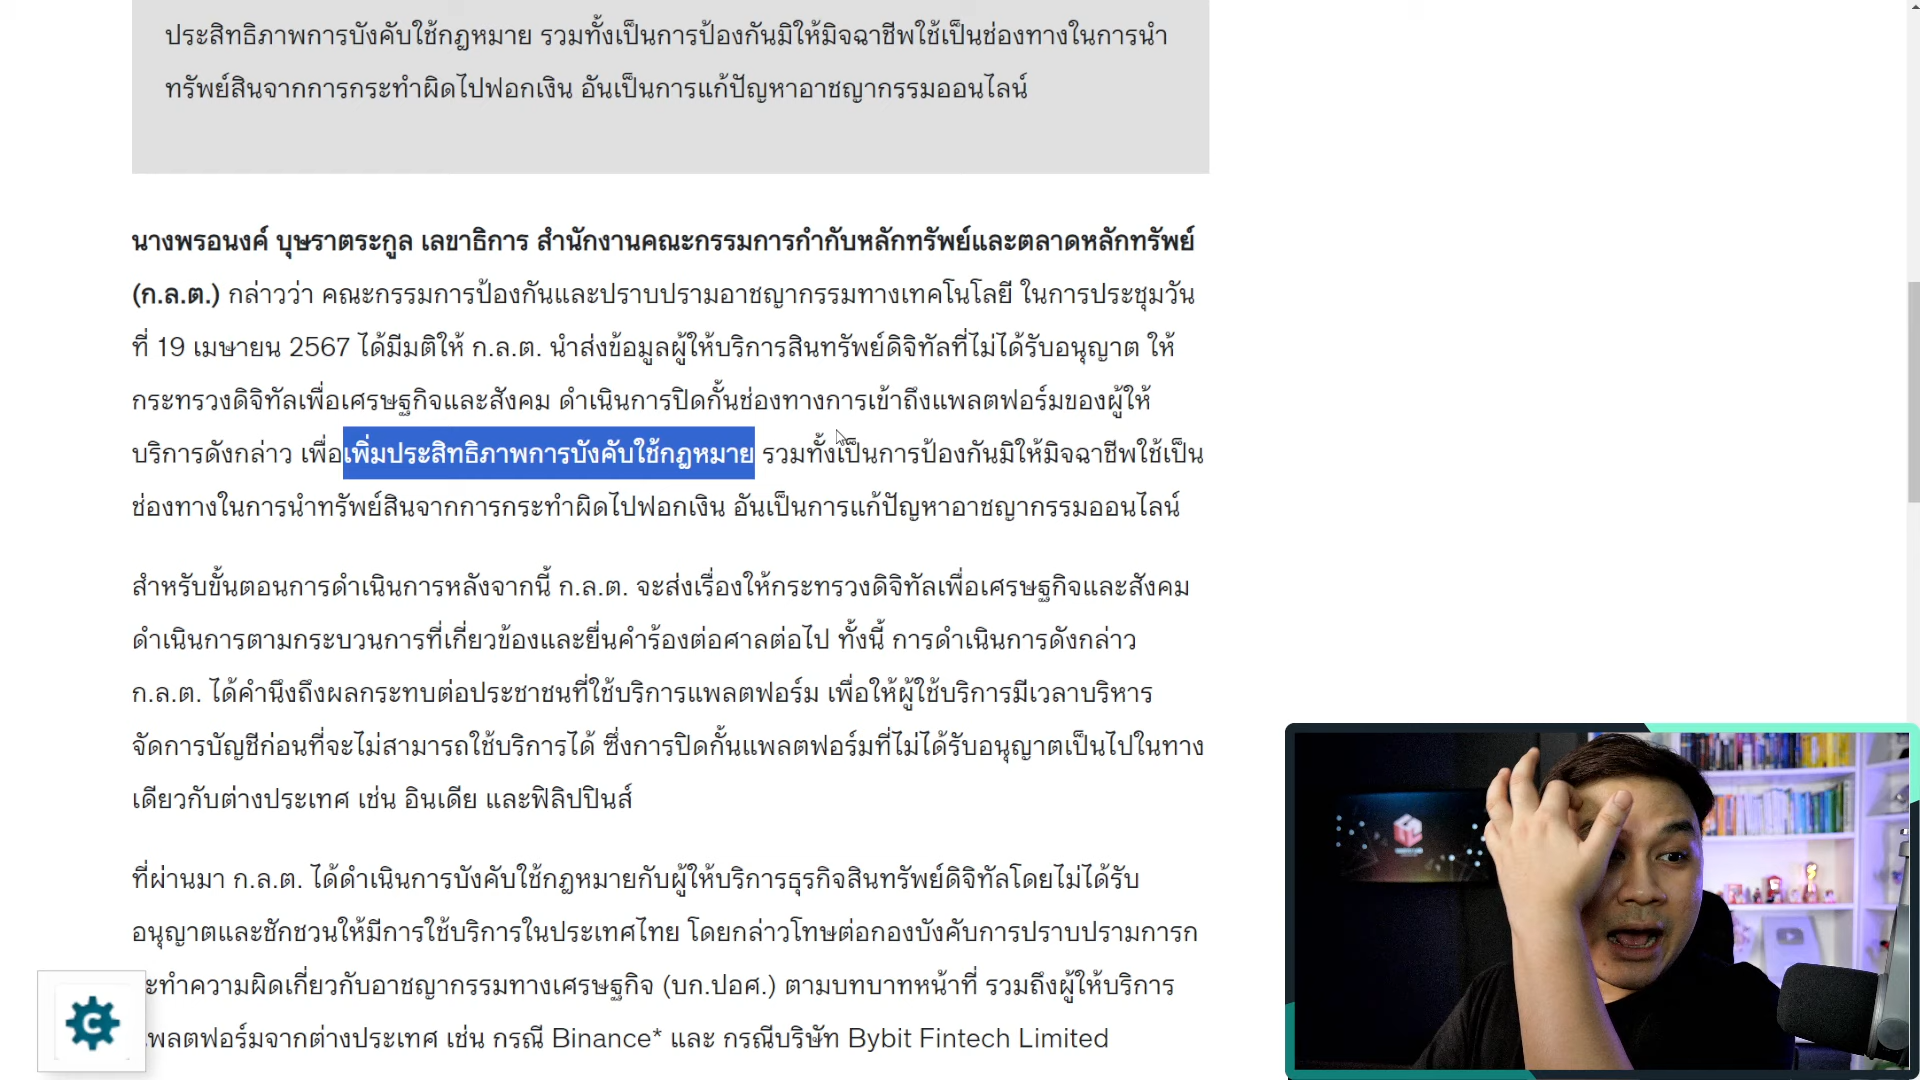 ประสิทธิภาพการบังคับใช้กฎหมาย รวมทั้งเป็นการป้องกันมิให้มิจฉาชีพใช้เป็นช่องทางในการนำ
ทรัพย์สินจากการกระทำผิดไปฟอกเงิน อันเป็นการแก้ปัญหาอาชญากรรมออนไลน์
นางพรอนงค์ บุษราตระกูล เลขาธิการ สำนักงานคณะกรรมการกำกับหลักทรัพย์และตลาดหลักทรัพย์
(ก.ล.ต.) กล่าวว่า คณะกรรมการป้องกันและปราบปรามอาชญากรรมทางเทคโนโลยี ในการประชุมวัน
ที่ 19 เมษายน 2567 ได้มีมติให้ ก.ล.ต. นำส่งข้อมูลผู้ให้บริการสินทรัพย์ดิจิทัลที่ไม่ได้รับอนุญาต ให้
กระทรวงดิจิทัลเพื่อเศรษฐกิจและสังคม ดำเนินการปิดกั้นช่องทางการเข้าถึงแพลตฟอร์มของผู้ให้
บริการดังกล่าว เพื่อเพิ่มประสิทธิภาพการบังคับใช้กฎหมาย รวมทั้งเป็นการป้องกันมิให้มิจฉาชีพใช้เป็น
ช่องทางในการนำทรัพย์สินจากการกระทำผิดไปฟอกเงิน อันเป็นการแก้ปัญหาอาชญากรรมออนไลน์
สำหรับขั้นตอนการดำเนินการหลังจากนี้ ก.ล.ต. จะส่งเรื่องให้กระทรวงดิจิทัลเพื่อเศรษฐกิจและสังคม
ดำเนินการตามกระบวนการที่เกี่ยวข้องและยื่นคำร้องต่อศาลต่อไป ทั้งนี้ การดำเนินการดังกล่าว
ก.ล.ต. ได้คำนึงถึงผลกระทบต่อประชาชนที่ใช้บริการแพลตฟอร์ม เพื่อให้ผู้ใช้บริการมีเวลาบริหาร
จัดการบัญชีก่อนที่จะไม่สามารถใช้บริการได้ ซึ่งการปิดกั้นแพลตฟอร์มที่ไม่ได้รับอนุญาตเป็นไปในทาง
เดียวกับต่างประเทศ เช่น อินเดีย และฟิลิปปินส์
ที่ผ่านมา ก.ล.ต. ได้ดำเนินการบังคับใช้กฎหมายกับผู้ให้บริการธุรกิจสินทรัพย์ดิจิทัลโดยไม่ได้รับ
อนุญาตและชักชวนให้มีการใช้บริการในประเทศไทย โดยกล่าวโทษต่อกองบังคับการปราบปรามการก
ะทำความผิดเกี่ยวกับอาชญากรรมทางเศรษฐกิจ (บก.ปอศ.) ตามบทบาทหน้าที่ รวมถึงผู้ให้บริการ
พลตฟอร์มจากต่างประเทศ เช่น กรณี Binance* และ กรณีบริษัท Bybit Fintech Limited